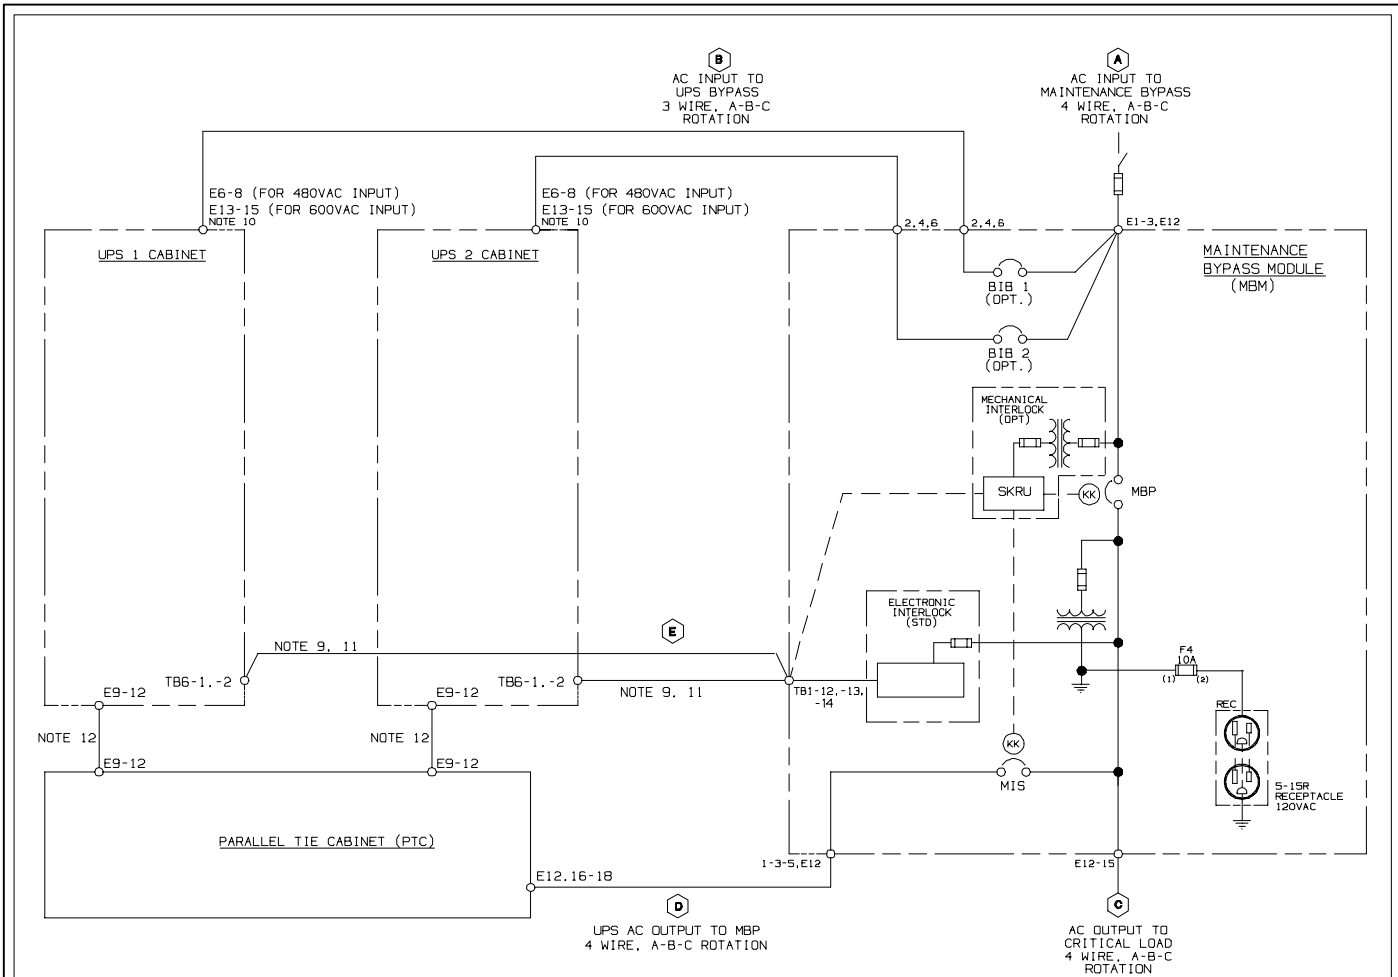 B
AC INPUT TO
UPS BYPASS
3 WIRE, A-B-C
ROTATION
A
AC INPUT TO
MAINTENANCE BYPASS
4 WIRE, A-B-C
ROTATION
E6-8 (FOR 480VAC INPUT)
E13-15 (FOR 600VAC INPUT)
NOTE 10
E6-8 (FOR 480VAC INPUT)
E13-15 (FOR 600VAC INPUT)
NOTE 10
2,4,6
2,4,6
E1-3,E12
UPS 1 CABINET
UPS 2 CABINET
MAINTENANCE
BYPASS MODULE
(MBM)
BIB 1
(OPT.)
BIB 2
(OPT.)
MECHANICAL
INTERLOCK
(OPT)
SKRU
KK
MBP
ELECTRONIC
INTERLOCK
(STD)
E
NOTE 9, 11
TB6-1,-2
TB6-1,-2
NOTE 9, 11
TB1-12,-13,
-14
F4
10A
(1)
(2)
E9-12
E9-12
REC
NOTE 12
NOTE 12
KK
E9-12
E9-12
MIS
5-15R
RECEPTACLE
120VAC
PARALLEL TIE CABINET (PTC)
1-3-5,E12
E12-15
E12,16-18
D
UPS AC OUTPUT TO MBP
4 WIRE, A-B-C ROTATION
C
AC OUTPUT TO
CRITICAL LOAD
4 WIRE, A-B-C
ROTATION